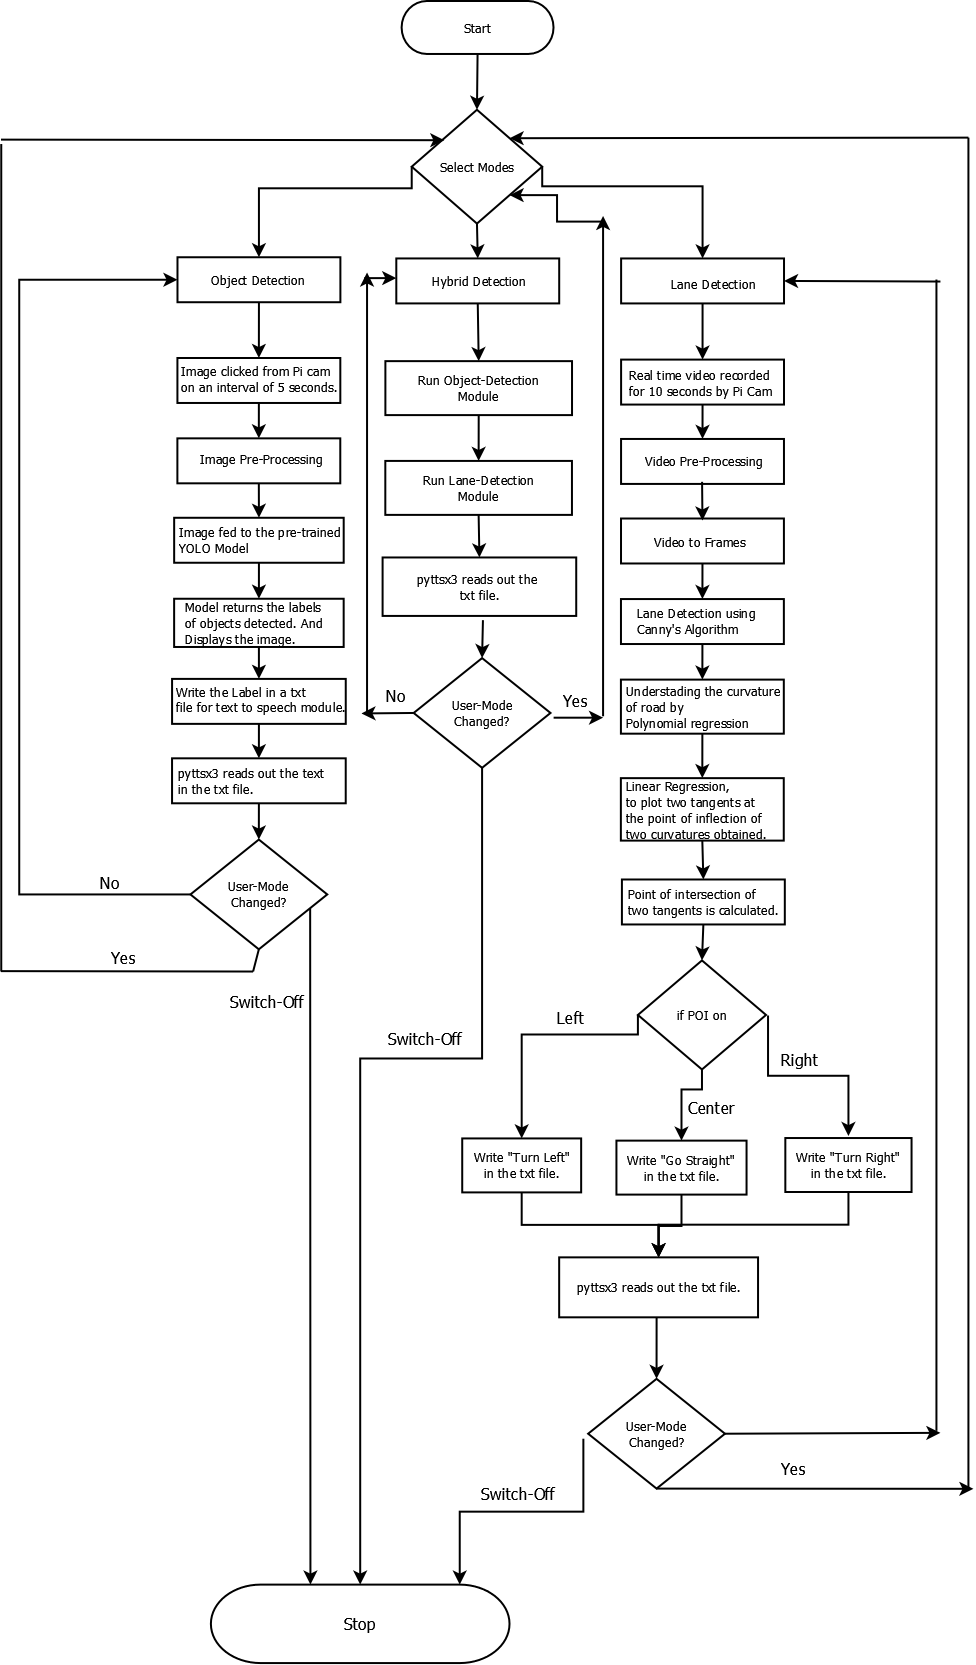 Start
Select Modes
Object Detection
Image clicked from Pi cam
on an interval of 5 seconds.
Image Pre-Processing
Image fed to the pre-trained
YOLO Model
Model returns the labels
of objects detected. And
Displays the image.
Write the Label in a txt
file for text to speech module.
pyttsx3 reads out the text
in the txt file.
User-Mode
Changed?
No
Yes
Switch-Off
Hybrid Detection
Run Object-Detection
Module
Run Lane-Detection
Module
pyttsx3 reads out the
txt file.
User-Mode
Changed?
No
Yes
Switch-Off
Lane Detection
Real time video recorded
for 10 seconds by Pi Cam
Video Pre-Processing
Video to Frames
Lane Detection using
Canny's Algorithm
Understading the curvature
of road by
Polynomial regression
Linear Regression,
to plot two tangents at
the point of inflection of
two curvatures obtained.
Point of intersection of
two tangents is calculated.
if POI on
Left
Center
Right
Write "Turn Left"
in the txt file.
Write "Go Straight"
in the txt file.
Write "Turn Right"
in the txt file.
pyttsx3 reads out the txt file.
User-Mode
Changed?
Yes
Switch-Off
Stop